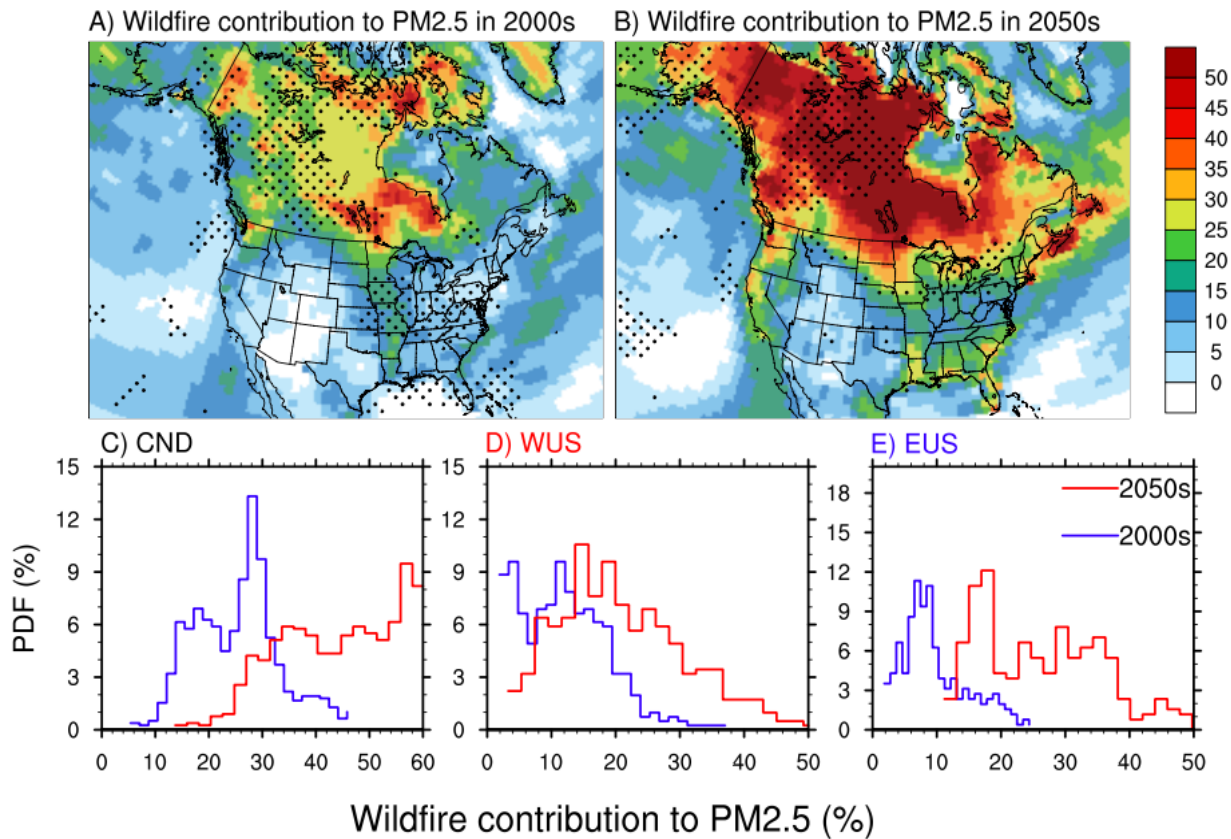 A) Wildfire contribution to PM2.5 in 2000s
B) Wildfire contribution to PM2.5 in 2050s
50
45
40
35
30
25
20
15
10
5
0
C) CND
D) WUS
E) EUS
15
12
9
6
3
0
PDF (%)
0 10 20 30 40 50 60
15
12
9
6
3
0
0 10 20 30 40 50
18
15
12
9
6
3
0
0 10 20 30 40 50
2050s
2000s
Wildfire contribution to PM2.5 (%)